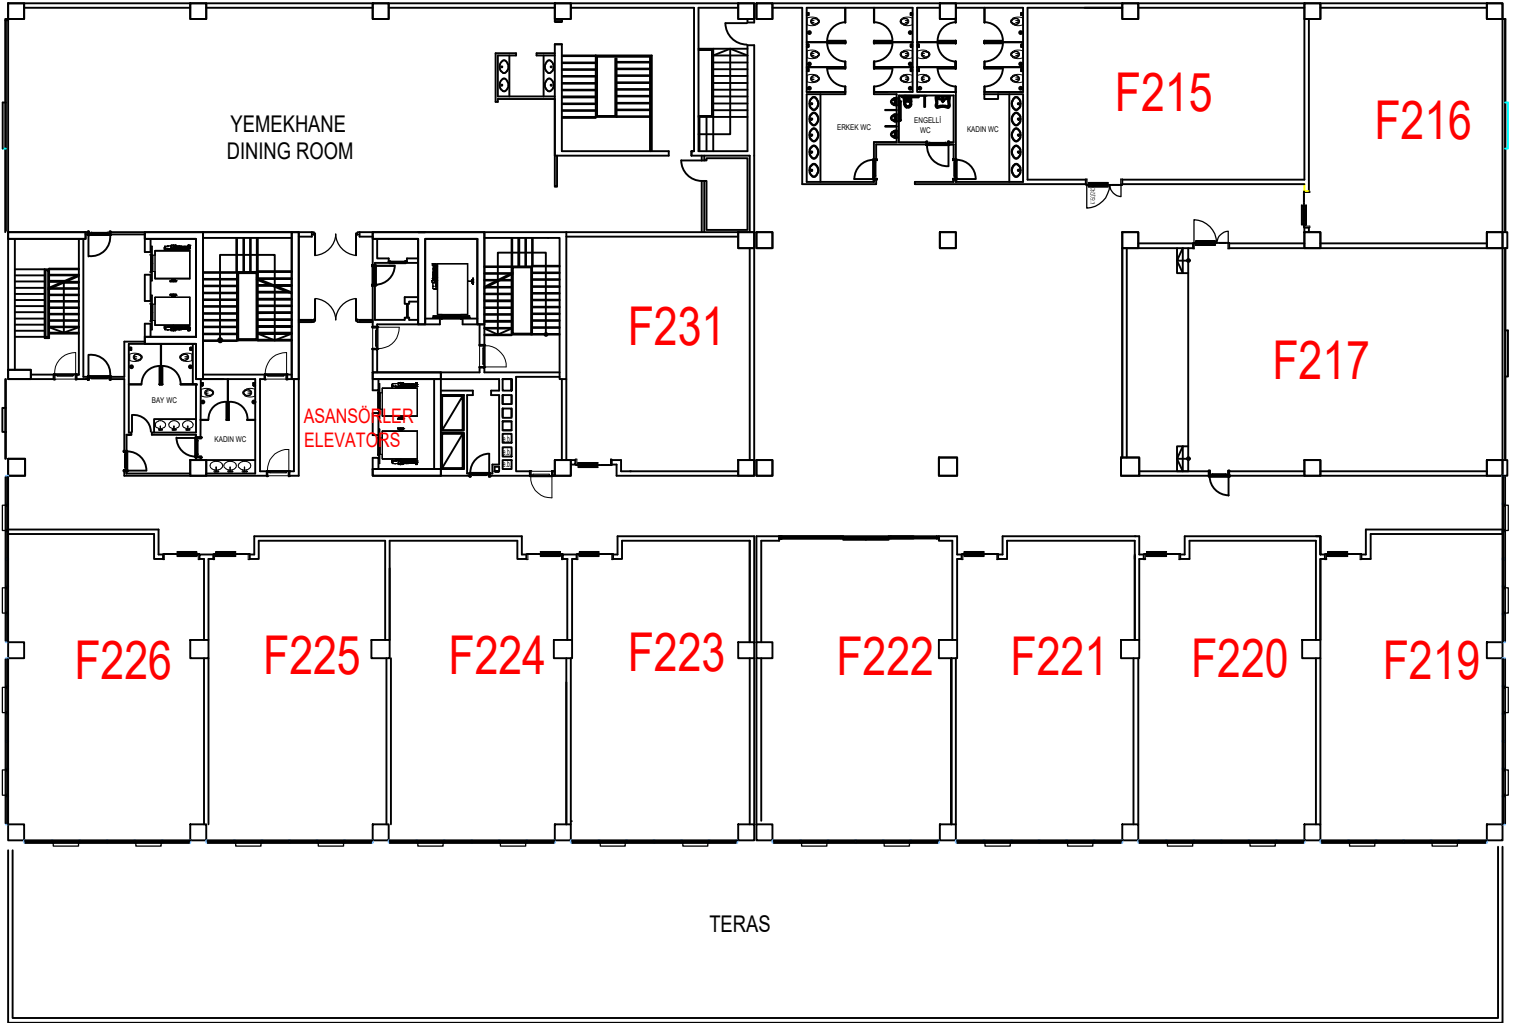 YEMEKHANE
DINING ROOM
ERKEK WC
ENGELLİ
WC
KADIN WC
F215
F216
F231
F217
BAY WC
KADIN WC
ASANSÖRLER
ELEVATORS
F226
F225
F224
F223
F222
F221
F220
F219
TERAS